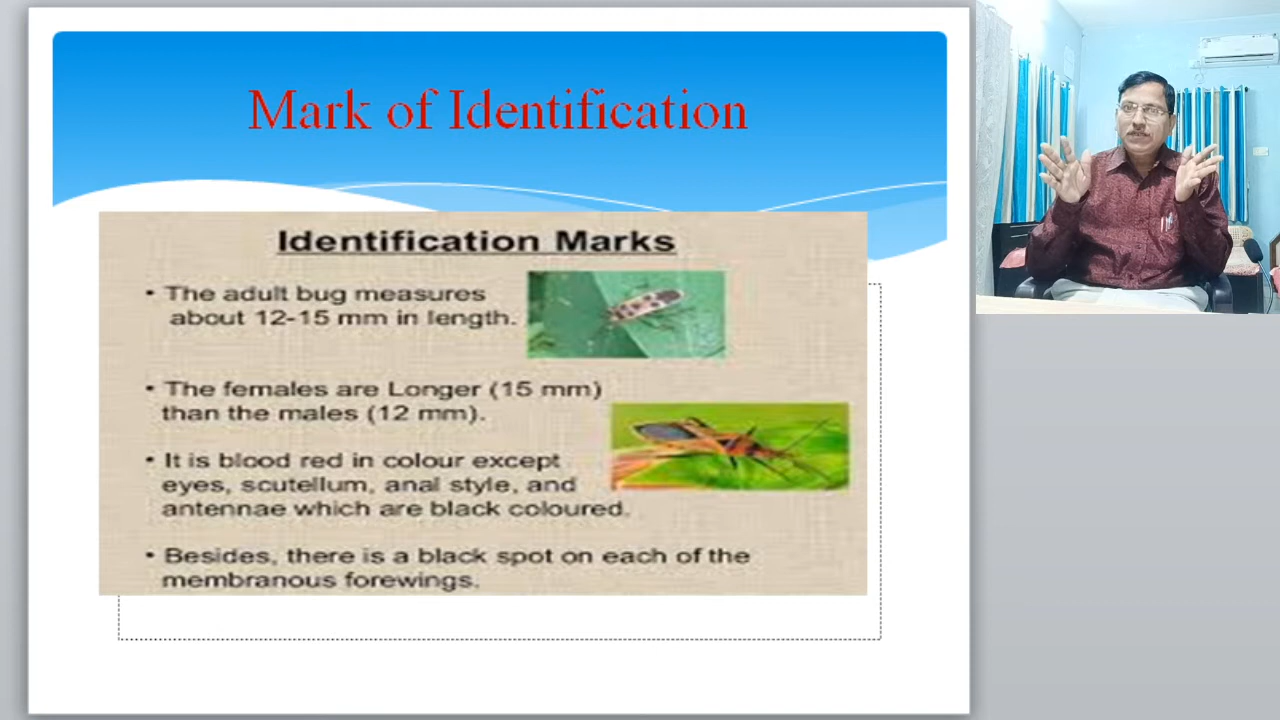 Mark of Identification
Identification Marks
• The adult bug measures
about 12-15 mm in length.
• The females are Longer (15 mm)
than the males (12 mm).
• It is blood red in colour except
eyes, scutellum, anal style, and
antennae which are black coloured.
• Besides, there is a black spot on each of the
membranous forewings.